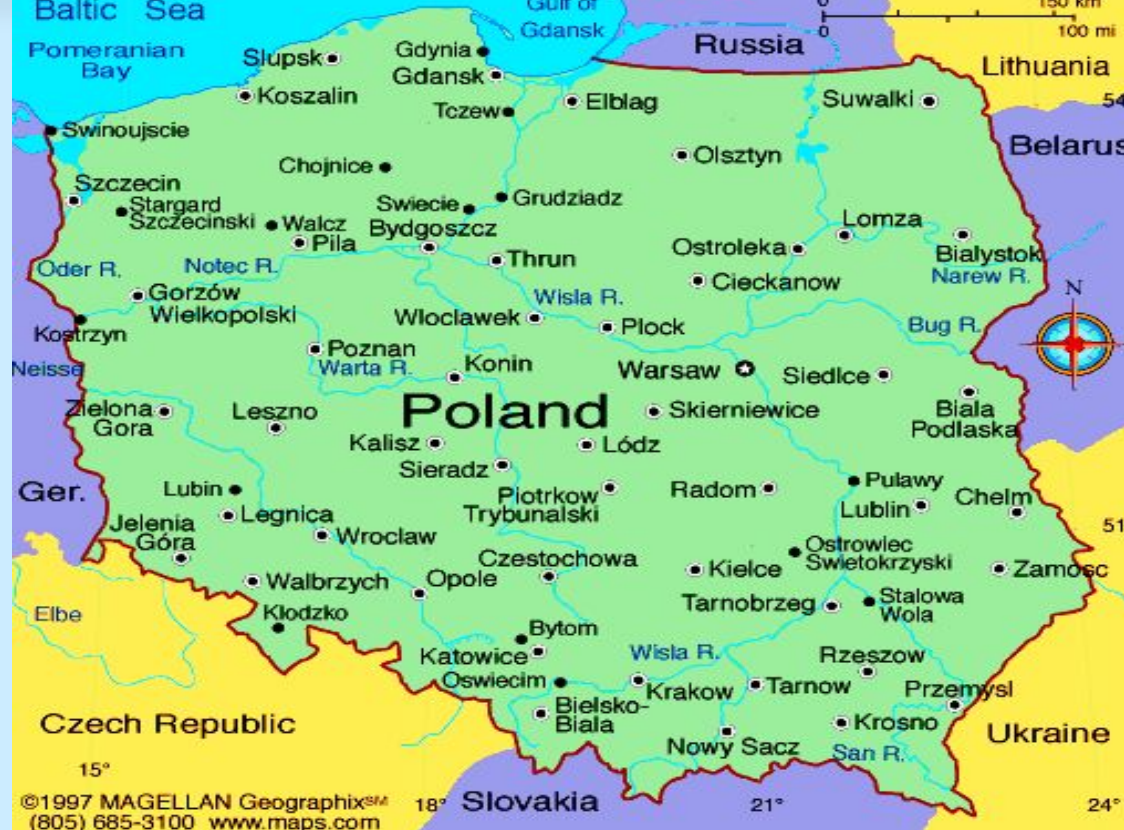 Baltic Sea
Gulf of
Gdansk
0 150 km
0 100 mi
Pomeranian
Bay
Russia
Lithuania
Slupsk
Gdynia
Gdansk
Koszalin
Tczew
Elblag
Suwalki
54
Swinoujscie
Belarus
Chojnice
Olsztyn
Szczecin
Stargard
Szczecinski
Walcz
Swiecie
Grudziadz
Pila
Bydgoszcz
Lomza
Ostroleka
Bialystok
Oder R.
Notec R.
Thrun
Cieckanow
Narew R.
N
Gorzów
Wielkopolski
Wisla R.
Wloclawek
Plock
Bug R.
Kostrzyn
Poznan
Warta R.
Konin
Warsaw
Siedlce
Neisse
Zielona
Gora
Leszno
Poland
Skierniewice
Biala
Podlaska
Kalisz
Lódz
Sieradz
Ger.
Lubin
Piotrkow
Trybunalski
Radom
Pulawy
Lublin
Chelm
Legnica
Jelenia
Góra
Wroclaw
51
Czestochowa
Ostrowiec
Swietokrzyski
Kielce
Zamosc
Walbrzych
Opole
Tarnobrzeg
Stalowa
Wola
Elbe
Klodzko
Bytom
Katowice
Wisla R.
Rzeszow
Oswiecim
Krakow
Tarnow
Przemysl
Bielsko-
Biala
Krosno
Czech Republic
Nowy Sacz
San R.
Ukraine
15°
18°
Slovakia
21°
24°
©1997 MAGELLAN Geographix℠
(805) 685-3100 www.maps.com